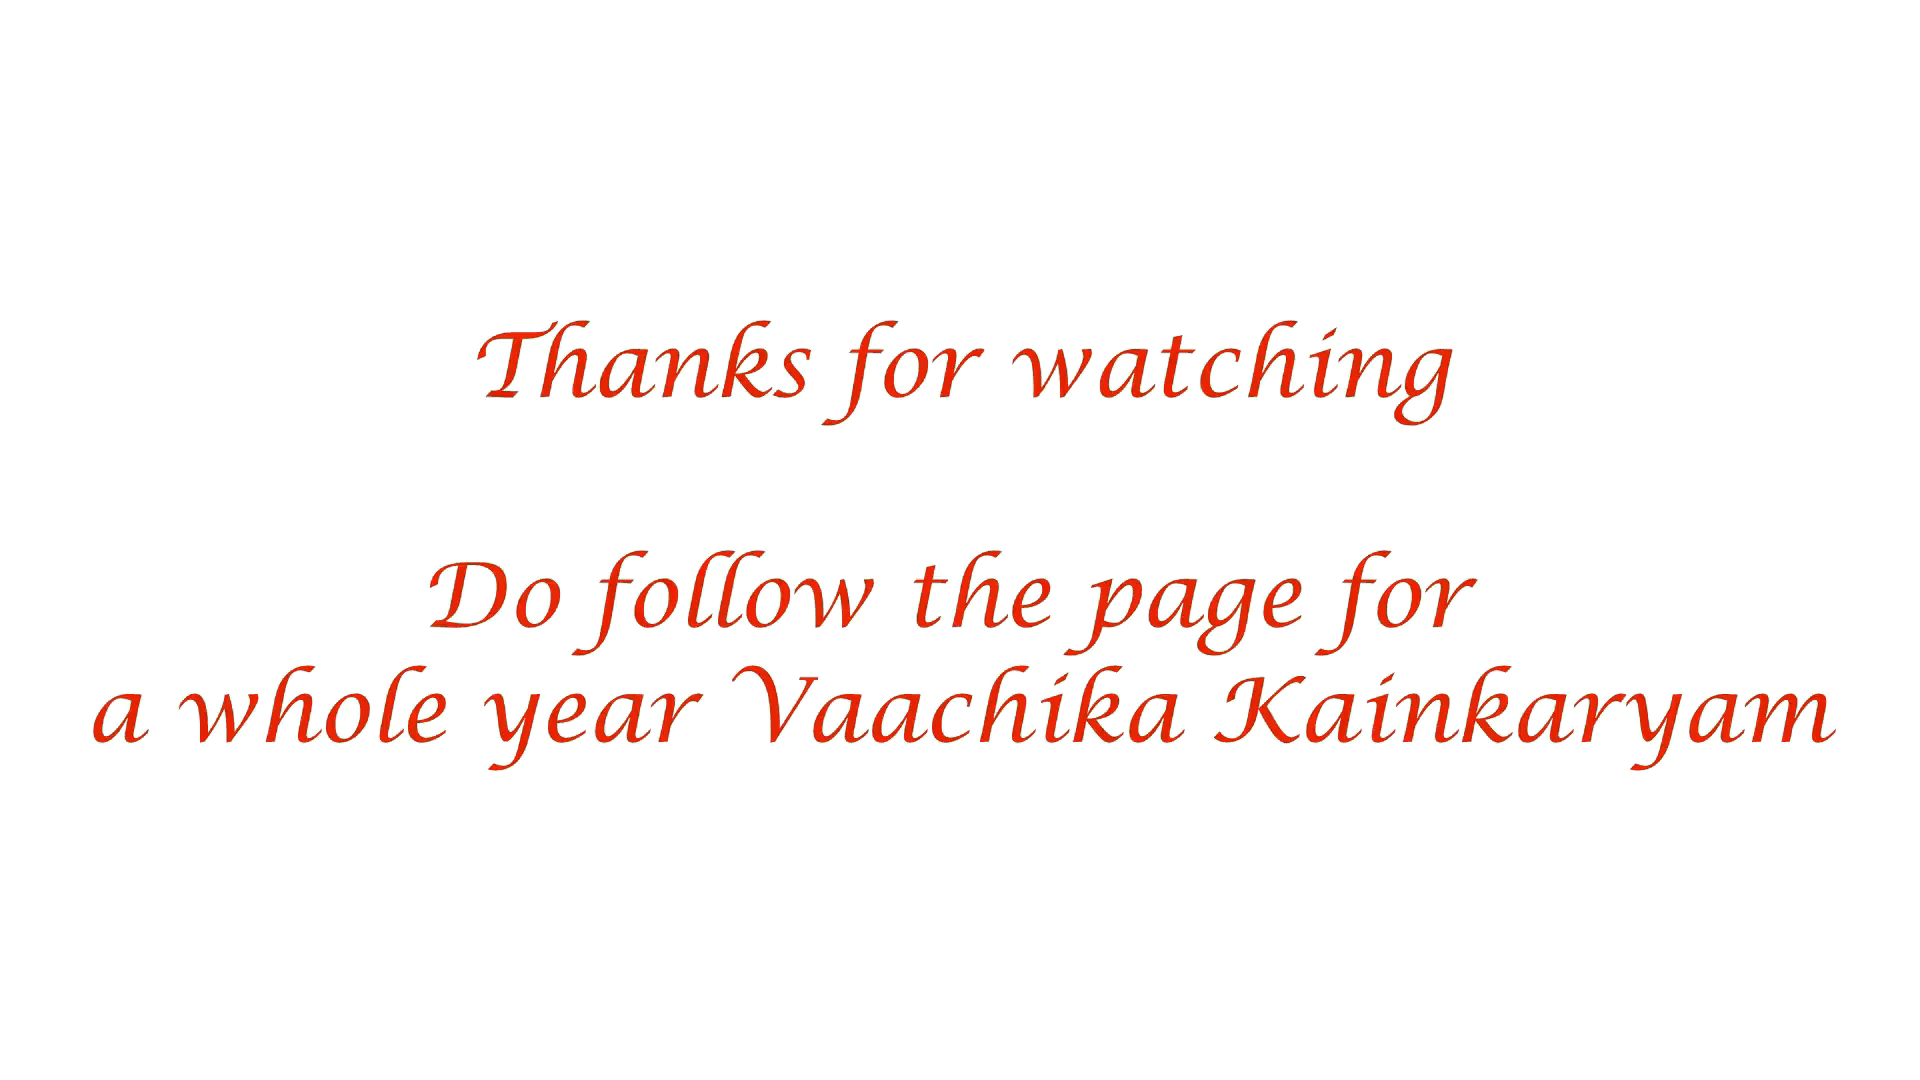 Thanks for watching
Do follow the page for
a whole year Vaachika Kainkaryam